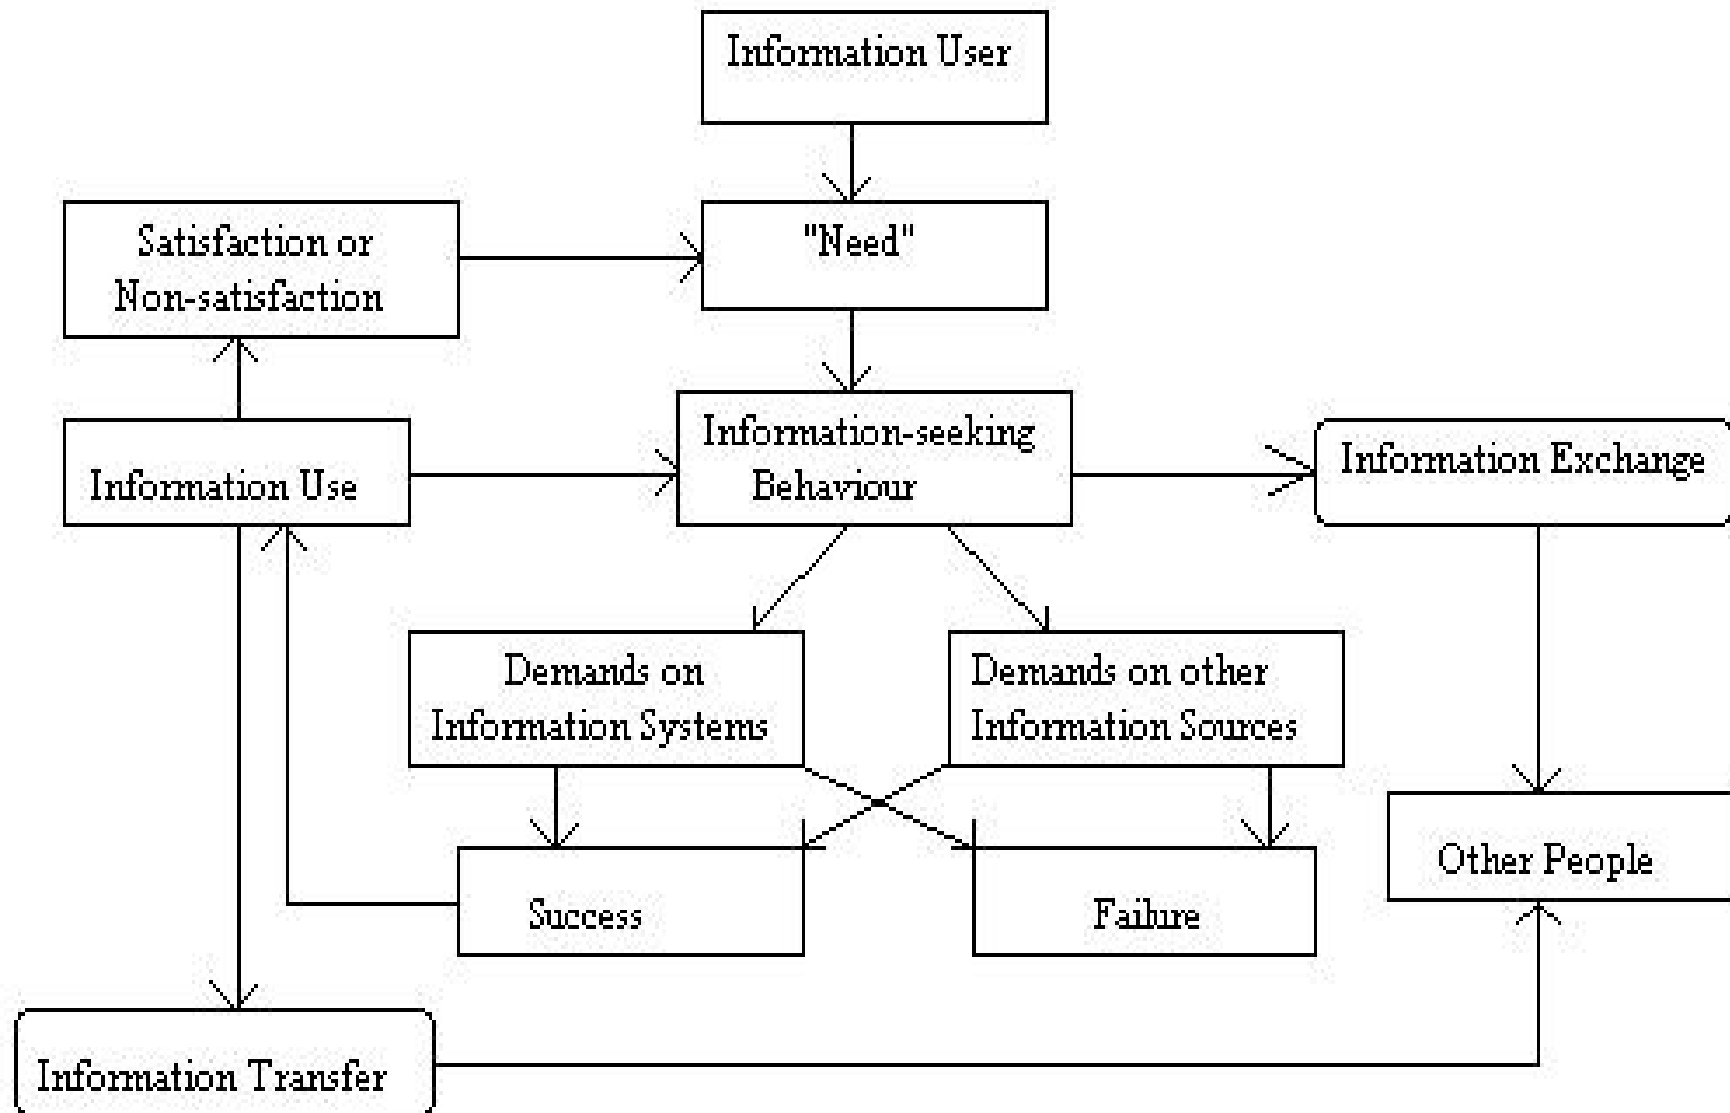 Information User
"Need"
Satisfaction or
Non-satisfaction
Information Use
Information-seeking
Behaviour
Information Exchange
Demands on
Information Systems
Demands on other
Information Sources
Success
Failure
Other People
Information Transfer